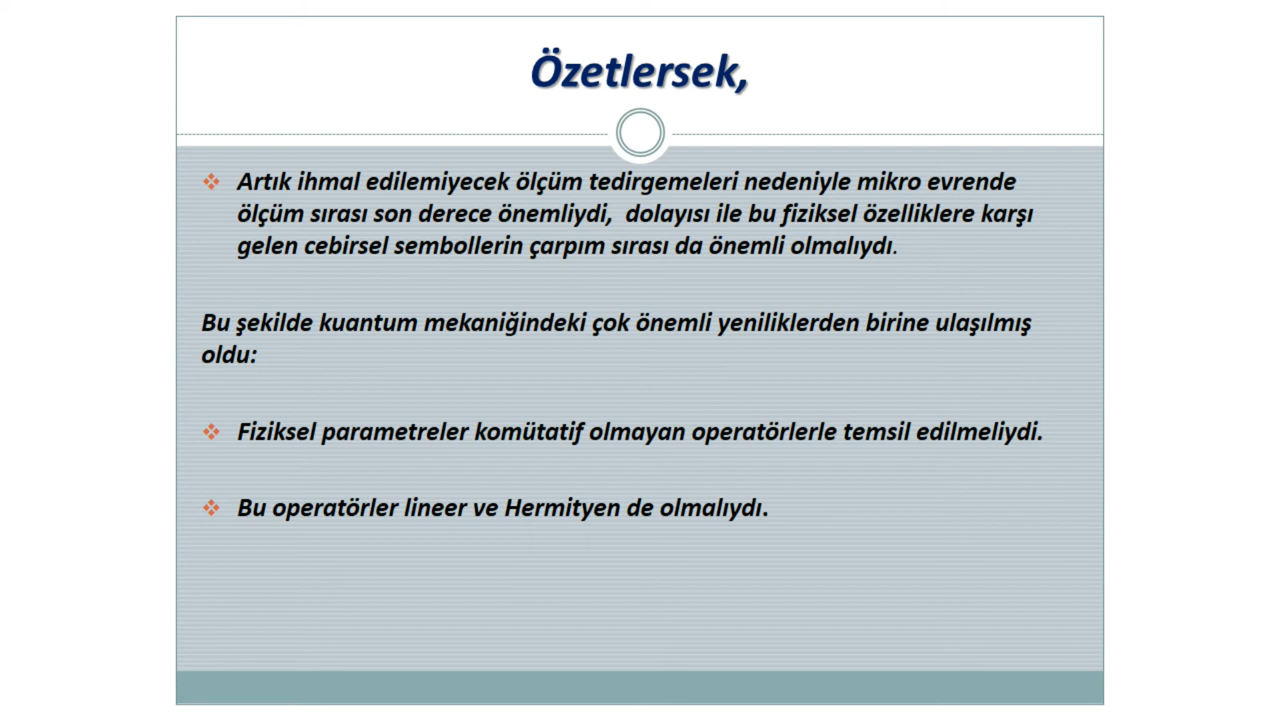 Özetlersek,
Artık ihmal edilemiyecek ölçüm tedirgemeleri nedeniyle mikro evrende
ölçüm sırası son derece önemliydi, dolayısı ile bu fiziksel özelliklere karşı
gelen cebirsel sembollerin çarpım sırası da önemli olmalıydı.
Bu şekilde kuantum mekaniğindeki çok önemli yeniliklerden birine ulaşılmış
oldu:
Fiziksel parametreler komütatif olmayan operatörlerle temsil edilmeliydi.
Bu operatörler lineer ve Hermityen de olmalıydı.